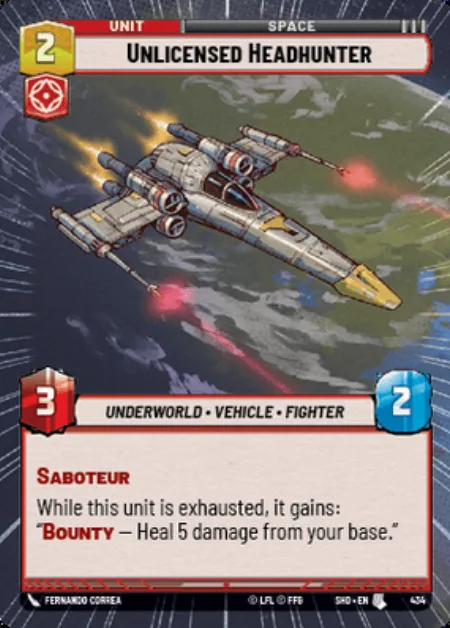 UNIT
SPACE
2
UNLICENSED HEADHUNTER
3
UNDERWORLD • VEHICLE • FIGHTER
2
SABOTEUR
While this unit is exhausted, it gains:
“BOUNTY — Heal 5 damage from your base.”
FERNANDO CORREA
© LFL © FFG
SHD • EN
434